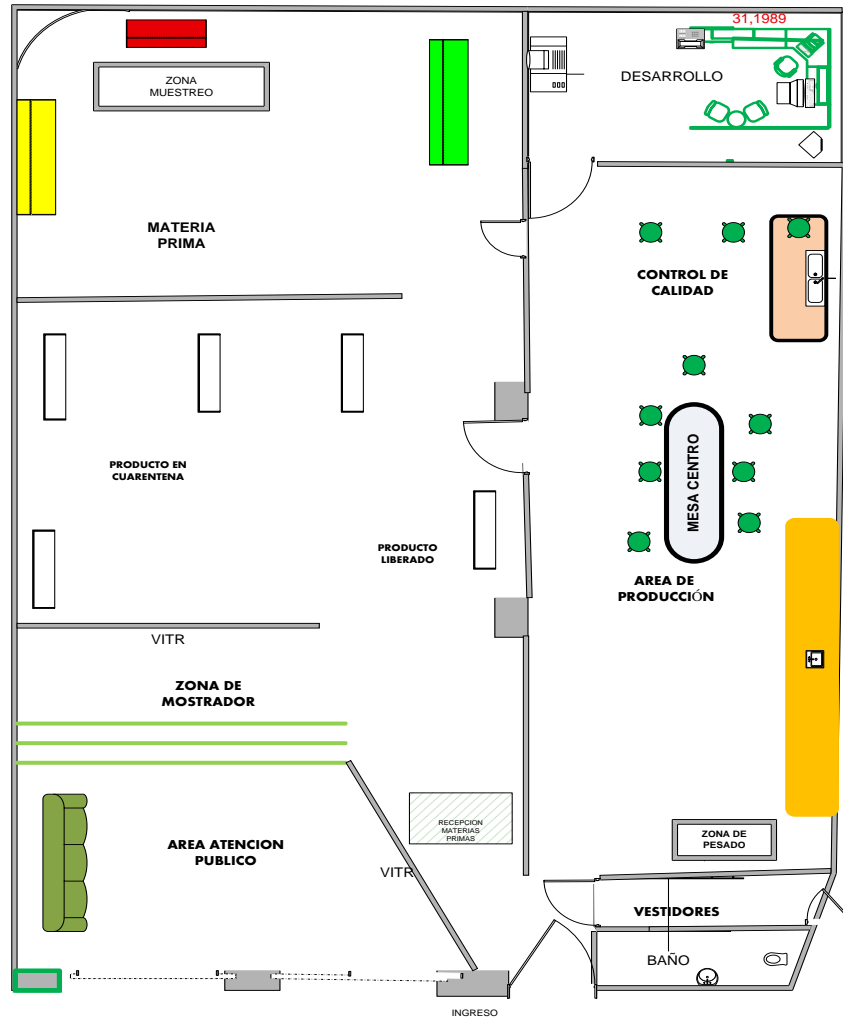 31,1989
ZONA
MUESTREO
DESARROLLO
MATERIA
PRIMA
CONTROL DE
CALIDAD
MESA CENTRO
PRODUCTO EN
CUARENTENA
PRODUCTO
LIBERADO
AREA DE
PRODUCCIÓN
VITR
ZONA DE
MOSTRADOR
RECEPCION
MATERIAS
PRIMAS
ZONA DE
PESADO
AREA ATENCION
PUBLICO
VITR
VESTIDORES
BAÑO
INGRESO